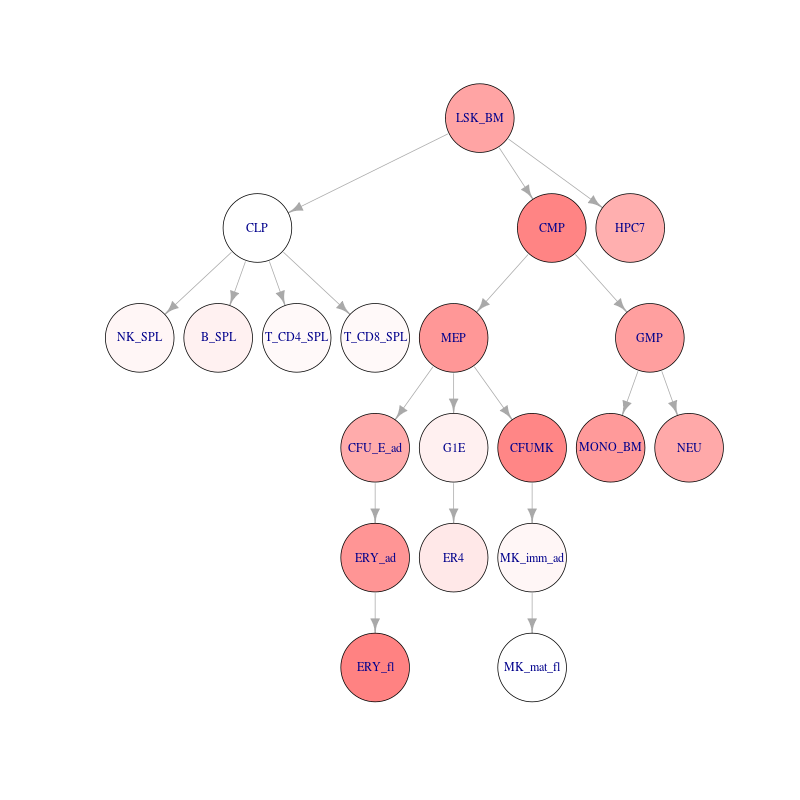 LSK_BM
CLP
CMP
HPC7
NK_SPL
B_SPL
T_CD4_SPL
T_CD8_SPL
MEP
GMP
CFU_E_ad
G1E
CFUMK
MONO_BM
NEU
ERY_ad
ER4
MK_imm_ad
ERY_fl
MK_mat_fl